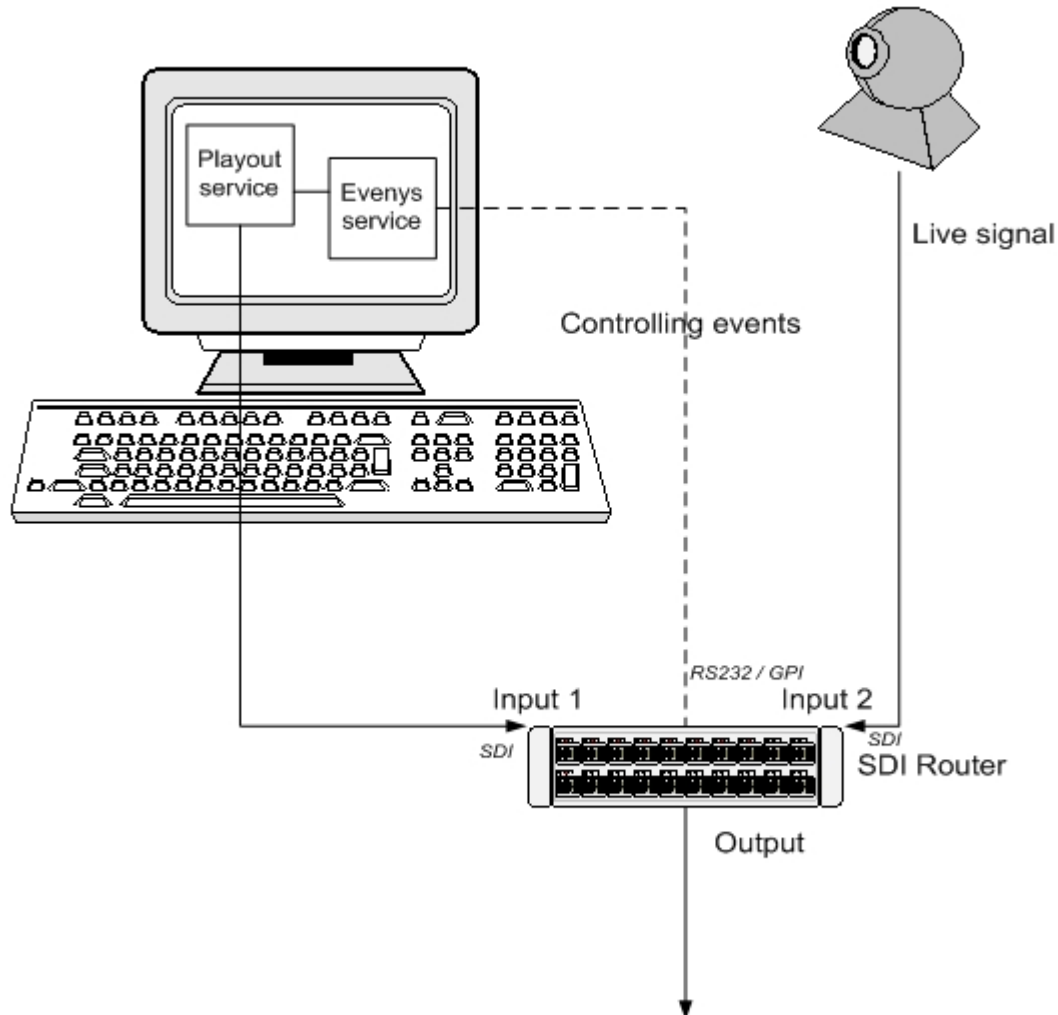 Playout
service
Evenys
service
Live signal
Controlling events
RS232 / GPI
Input 1
Input 2
SDI
SDI
SDI Router
Output